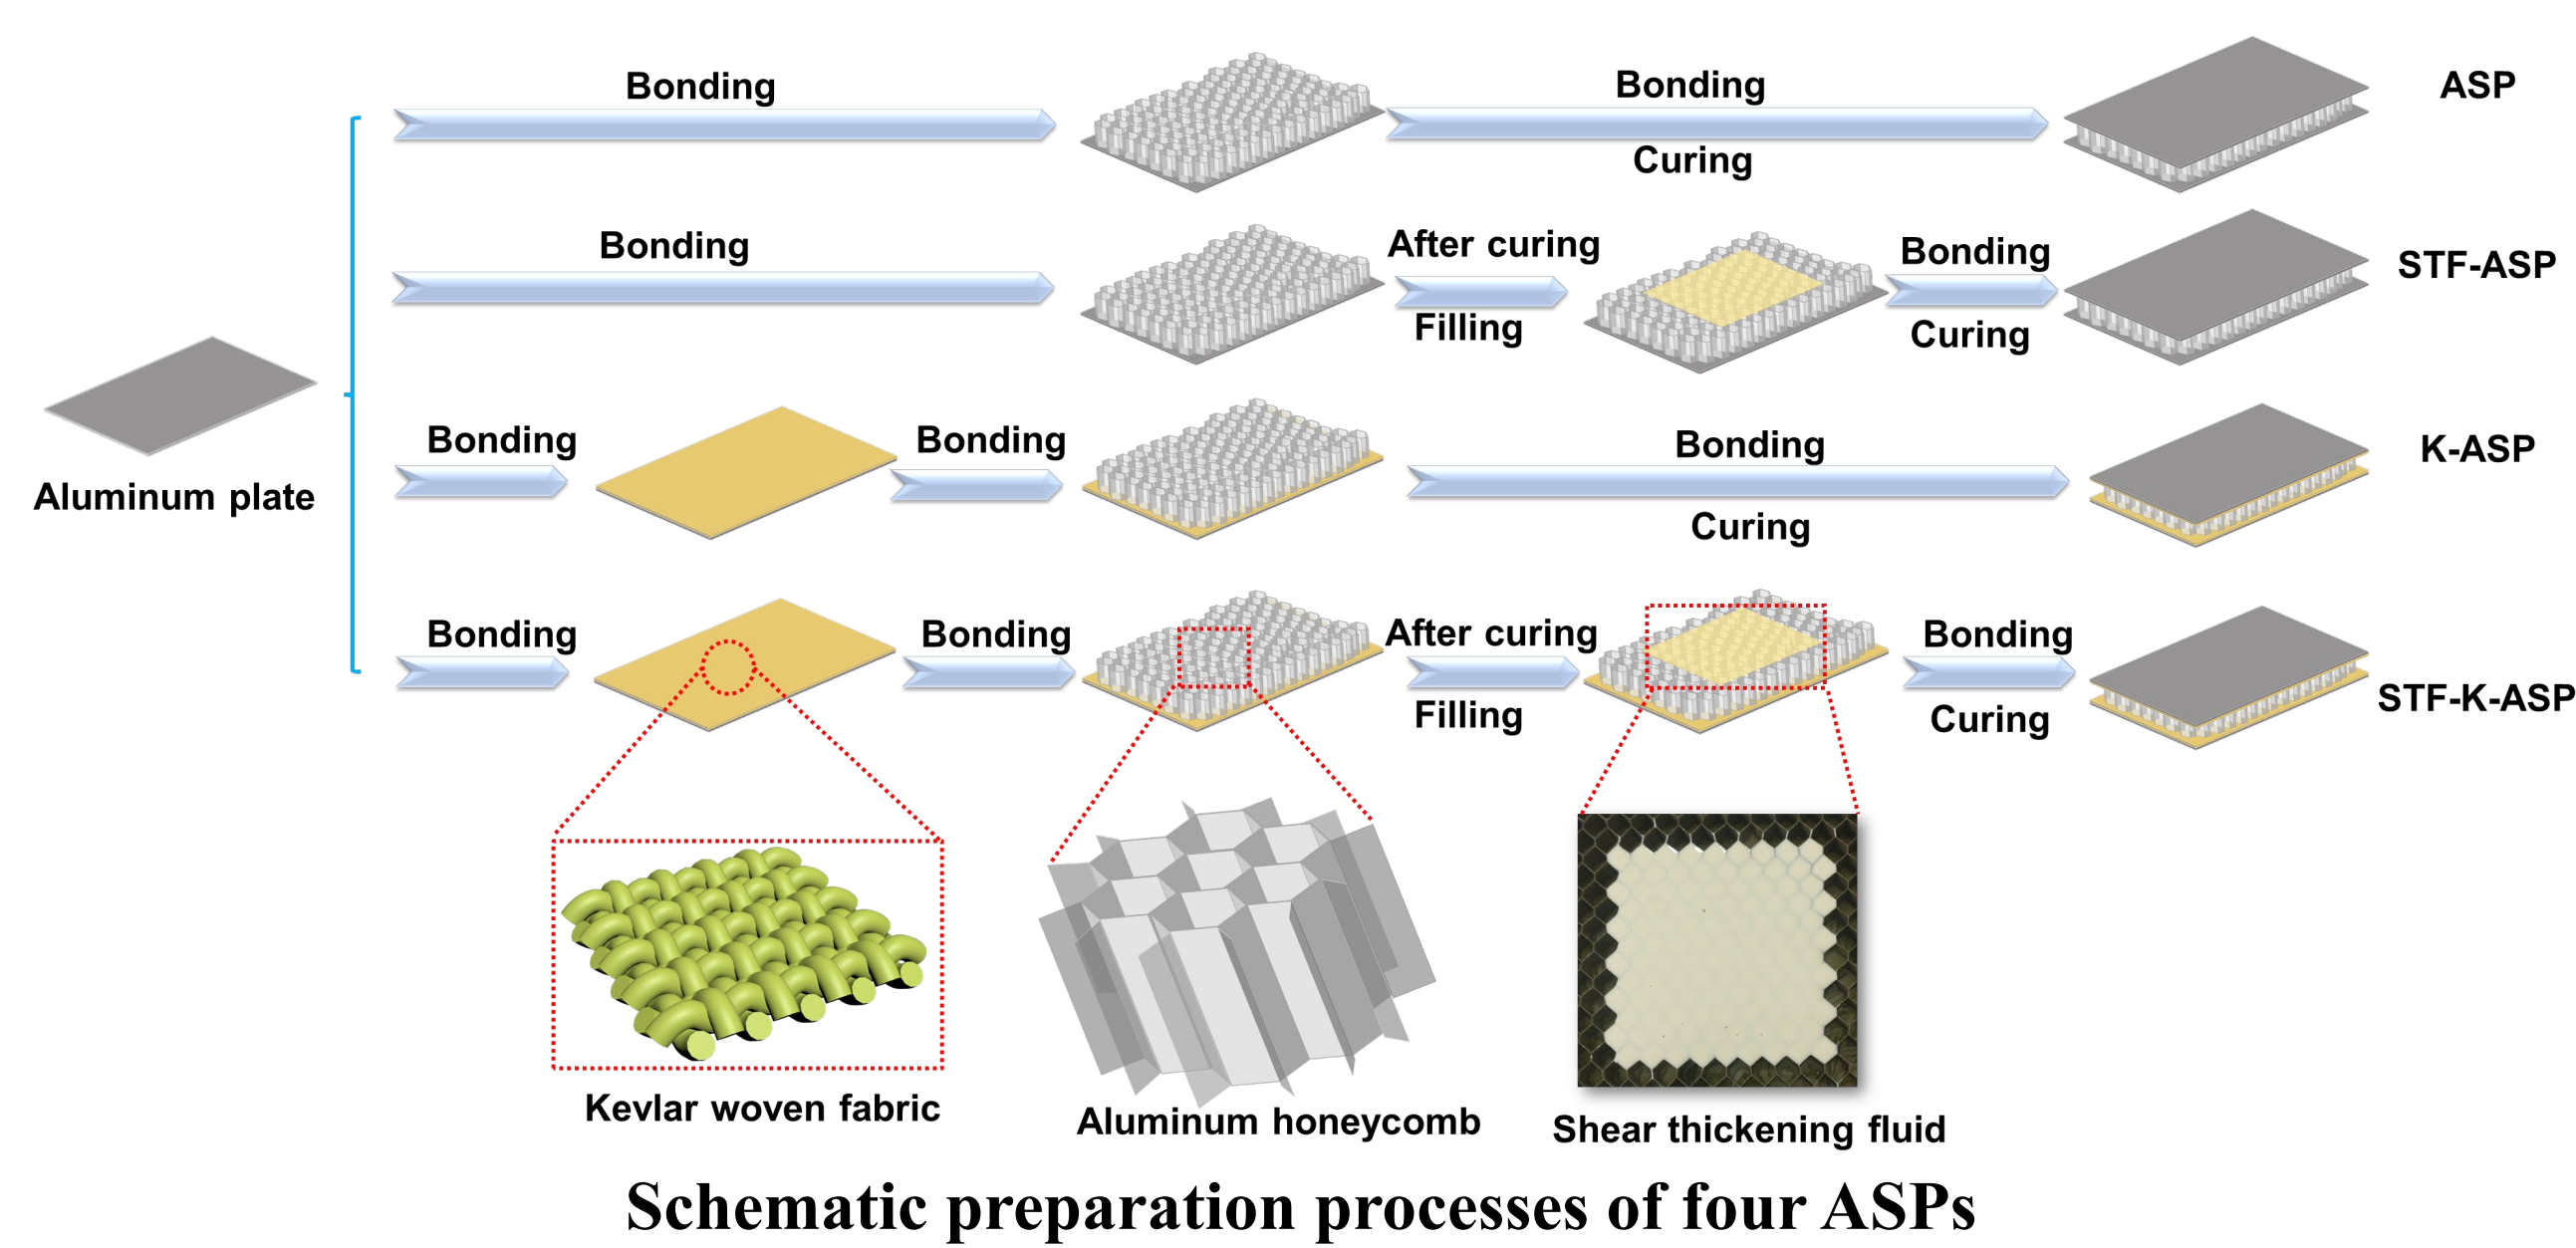 Bonding
Bonding
Curing
ASP
Bonding
After curing
Filling
Bonding
Curing
STF-ASP
Aluminum plate
Bonding
Bonding
Bonding
Curing
K-ASP
Bonding
Bonding
After curing
Filling
Bonding
Curing
STF-K-ASP
Kevlar woven fabric
Aluminum honeycomb
Shear thickening fluid
Schematic preparation processes of four ASPs